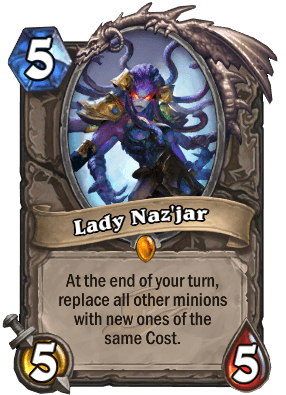 5
Lady Naz'jar
At the end of your turn,
replace all other minions
with new ones of the
same Cost.
5 5